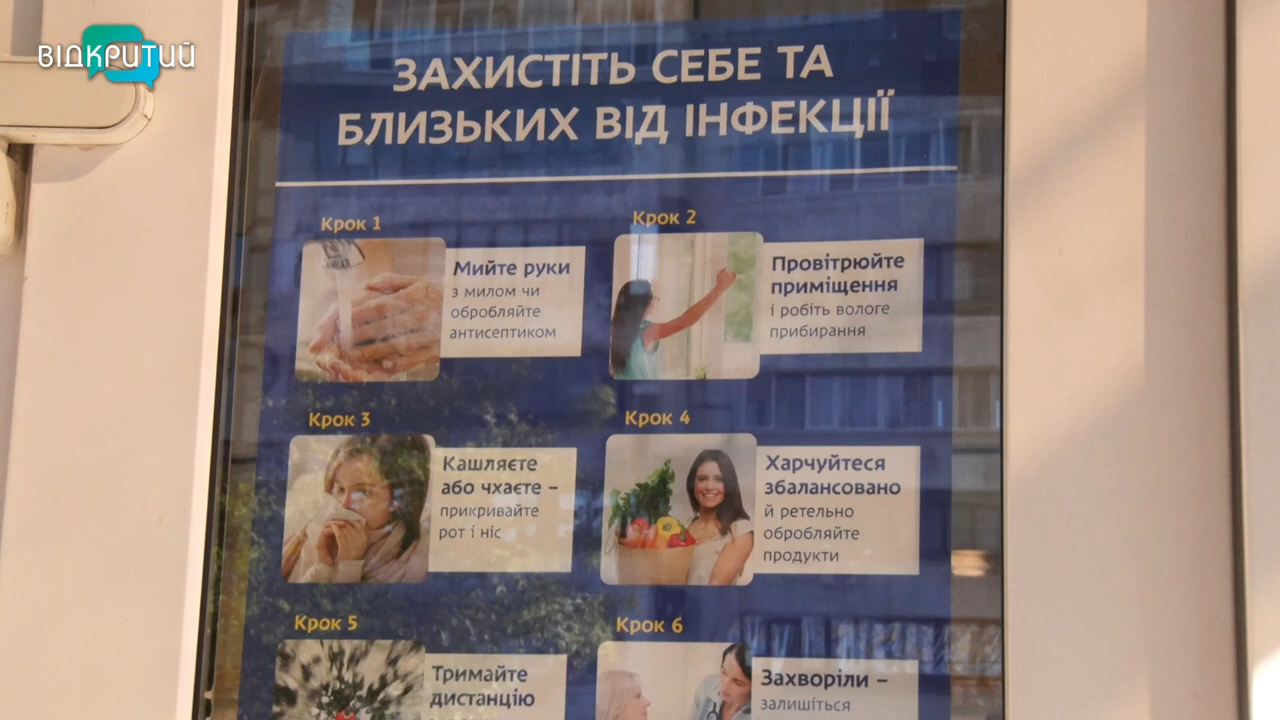 ВІДКРИТИЙ
ЗАХИСТІТЬ СЕБЕ ТА
БЛИЗЬКИХ ВІД ІНФЕКЦІЇ
Крок 1
Мийте руки
з милом чи
обробляйте
антисептиком
Крок 2
Провітрюйте
приміщення
і робіть вологе
прибирання
Крок 3
Кашляєте
або чхаєте –
прикривайте
рот і ніс
Крок 4
Харчуйтеся
збалансовано
й ретельно
обробляйте
продукти
Крок 5
Тримайте
дистанцію
Крок 6
Захворіли –
залишіться